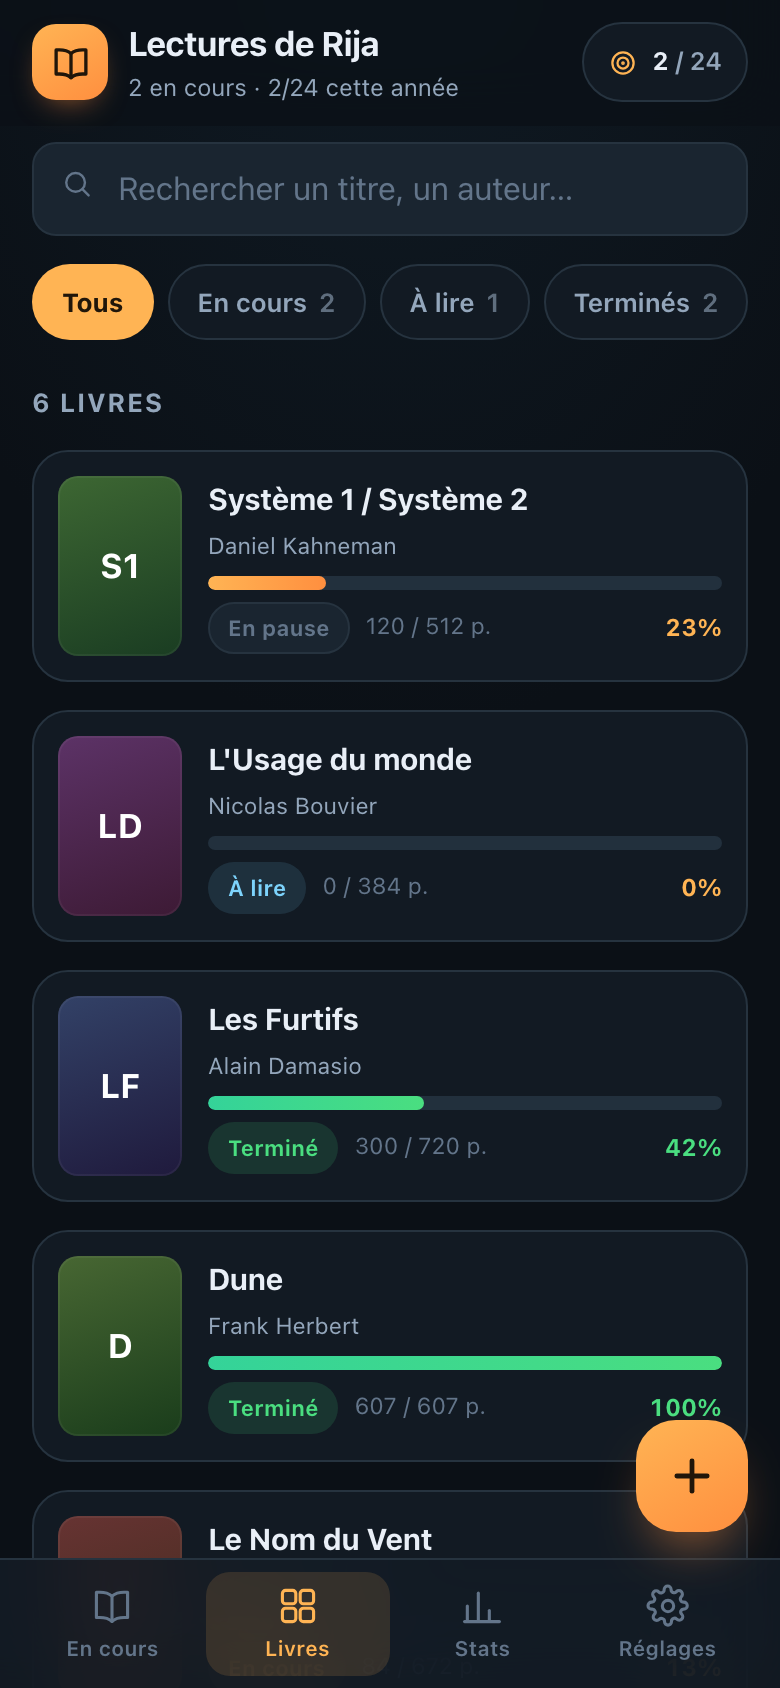 Lectures de Rija
2 en cours · 2/24 cette année
2 / 24
Rechercher un titre, un auteur...
Tous
En cours 2
À lire 1
Terminés 2
6 LIVRES
S1
Système 1 / Système 2
Daniel Kahneman
En pause 120 / 512 p. 23%
LD
L'Usage du monde
Nicolas Bouvier
À lire 0 / 384 p. 0%
LF
Les Furtifs
Alain Damasio
Terminé 300 / 720 p. 42%
D
Dune
Frank Herbert
Terminé 607 / 607 p. 100%
Le Nom du Vent
En cours
Livres
Stats
Réglages
En cours 13%